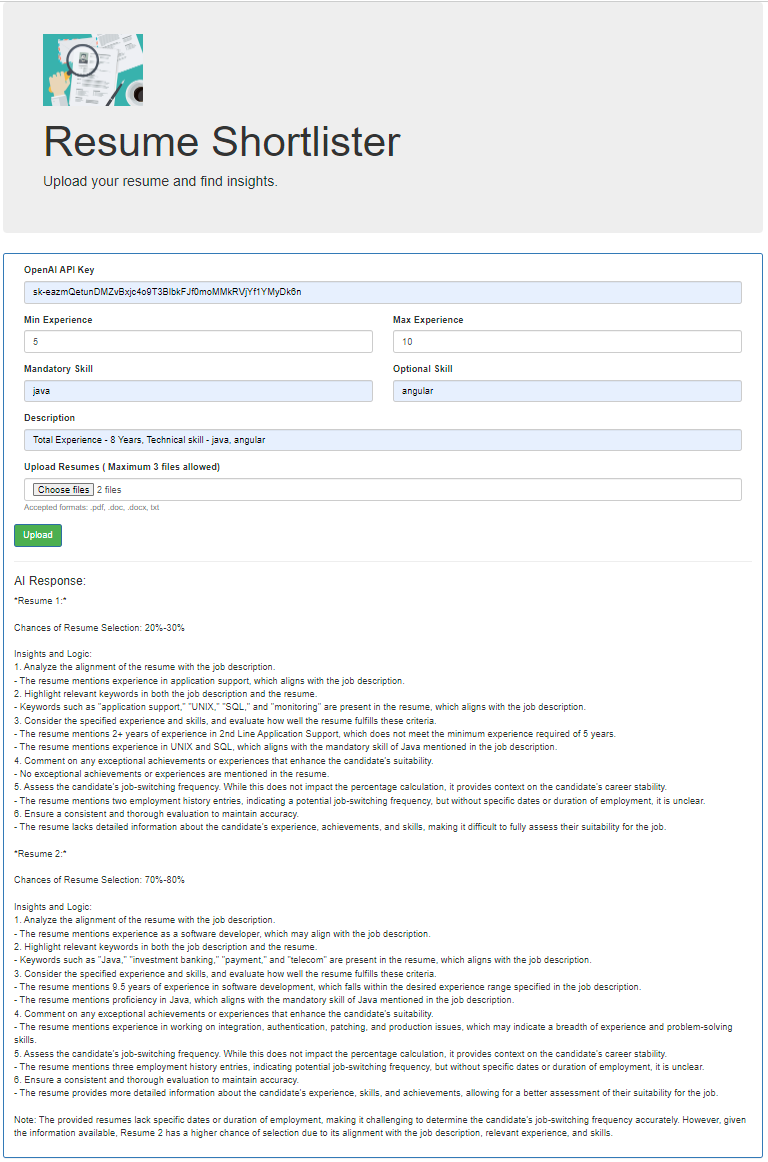 Resume Shortlister
Upload your resume and find insights.
OpenAI API Key
Min Experience
Max Experience
5
10
Mandatory Skill
Optional Skill
java
angular
Description
Total Experience - 8 Years, Technical skill - java, angular
Upload Resumes ( Maximum 3 files allowed)
Choose files 2 files
Accepted formats: .pdf, .doc, .docx, txt
Upload
AI Response:
*Resume 1:*
Chances of Resume Selection: 20%-30%
Insights and Logic:
1. Analyze the alignment of the resume with the job description.
- The resume mentions experience in application support, which aligns with the job description.
2. Highlight relevant keywords in both the job description and the resume.
- Keywords such as "application support," "UNIX," "SQL," and "monitoring" are present in the resume, which aligns with the job description.
3. Consider the specified experience and skills, and evaluate how well the resume fulfills these criteria.
- The resume mentions 2+ years of experience in 2nd Line Application Support, which does not meet the minimum experience required of 5 years.
- The resume mentions experience in UNIX and SQL, which aligns with the mandatory skill of Java mentioned in the job description.
4. Comment on any exceptional achievements or experiences that enhance the candidate's suitability.
- No exceptional achievements or experiences are mentioned in the resume.
5. Assess the candidate's job-switching frequency. While this does not impact the percentage calculation, it provides context on the candidate's career stability.
- The resume mentions two employment history entries, indicating a potential job-switching frequency, but without specific dates or duration of employment, it is unclear.
6. Ensure a consistent and thorough evaluation to maintain accuracy.
- The resume lacks detailed information about the candidate's experience, achievements, and skills, making it difficult to fully assess their suitability for the job.
*Resume 2:*
Chances of Resume Selection: 70%-80%
Insights and Logic:
1. Analyze the alignment of the resume with the job description.
- The resume mentions experience as a software developer, which may align with the job description.
2. Highlight relevant keywords in both the job description and the resume.
- Keywords such as "Java," "investment banking," "payment," and "telecom" are present in the resume, which aligns with the job description.
3. Consider the specified experience and skills, and evaluate how well the resume fulfills these criteria.
- The resume mentions 9.5 years of experience in software development, which falls within the desired experience range specified in the job description.
- The resume mentions proficiency in Java, which aligns with the mandatory skill of Java mentioned in the job description.
4. Comment on any exceptional achievements or experiences that enhance the candidate's suitability.
- The resume mentions experience in working on integration, authentication, patching, and production issues, which may indicate a breadth of experience and problem-solving
skills.
5. Assess the candidate's job-switching frequency. While this does not impact the percentage calculation, it provides context on the candidate's career stability.
- The resume mentions three employment history entries, indicating potential job-switching frequency, but without specific dates or duration of employment, it is unclear.
6. Ensure a consistent and thorough evaluation to maintain accuracy.
- The resume provides more detailed information about the candidate's experience, skills, and achievements, allowing for a better assessment of their suitability for the job.
Note: The provided resumes lack specific dates or duration of employment, making it challenging to determine the candidate's job-switching frequency accurately. However, given
the information available, Resume 2 has a higher chance of selection due to its alignment with the job description, relevant experience, and skills.